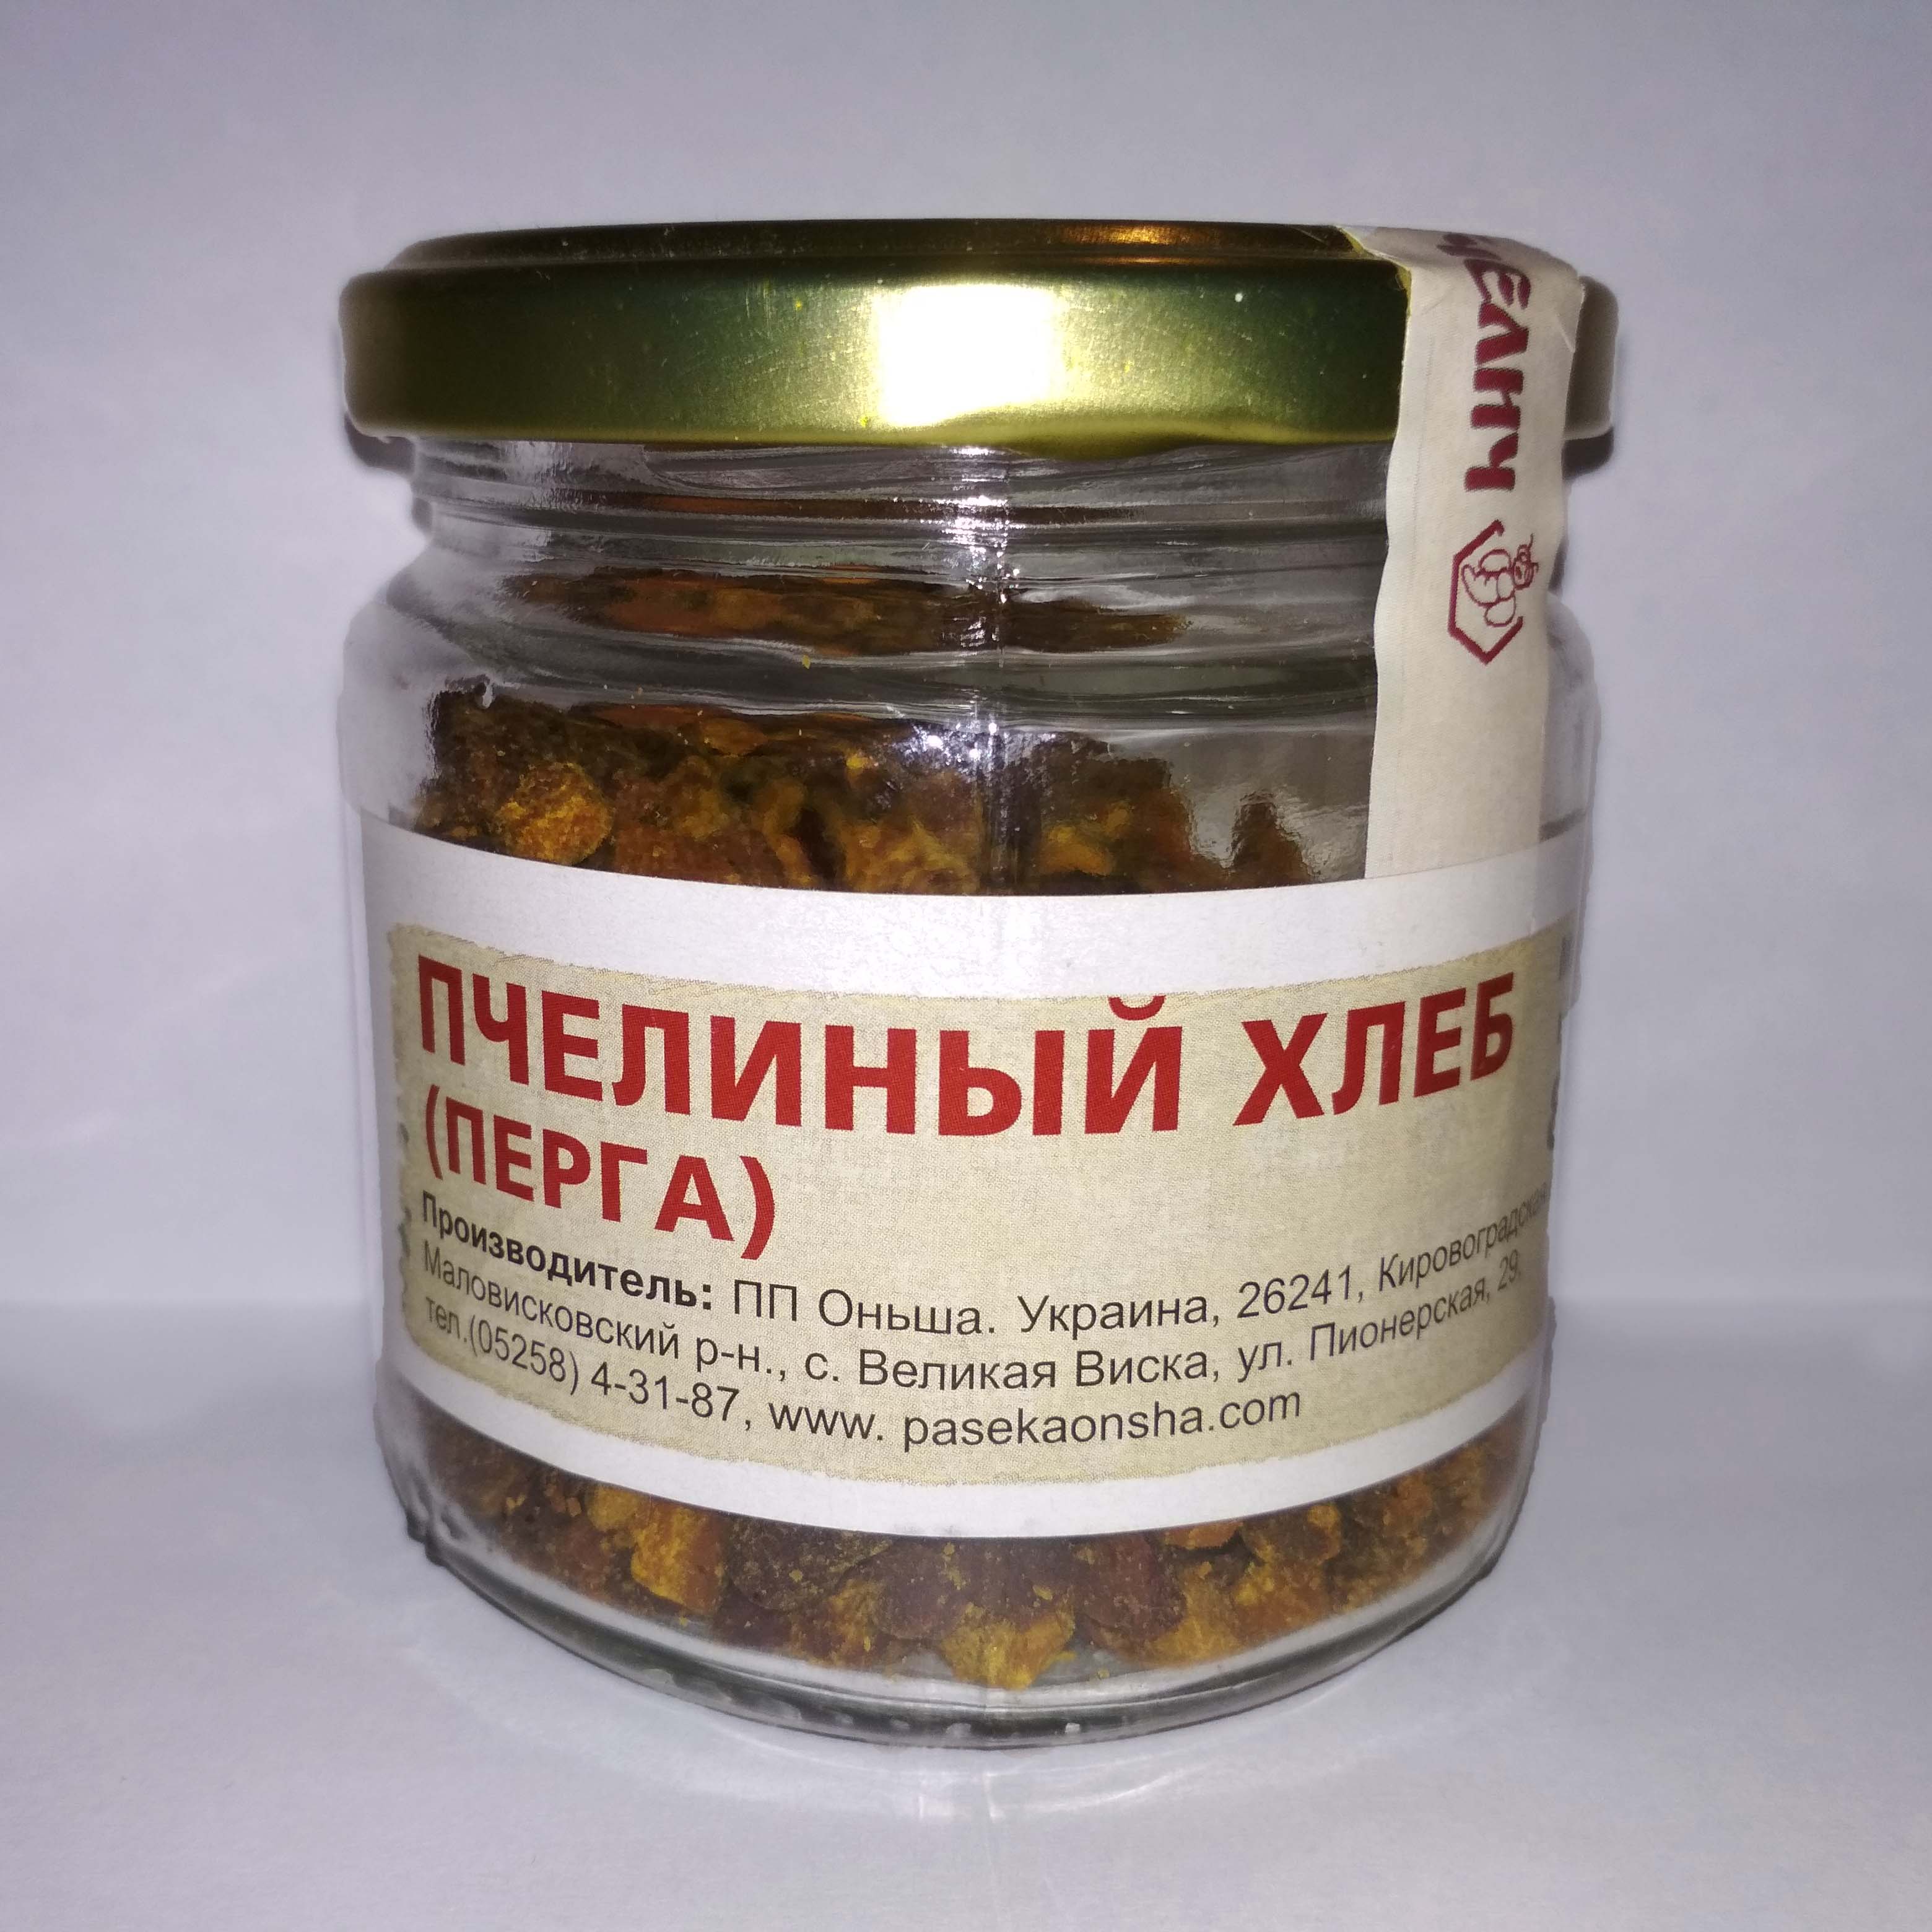 ПЧЕЛИНЫЙ ХЛЕБ
(ПЕРГА)
Производитель: ПП Оньша. Украина, 26241, Кировоградская
Маловисковский р-н., с. Великая Виска, ул. Пионерская, 29,
тел.(05258) 4-31-87, www. pasekaonsha.com